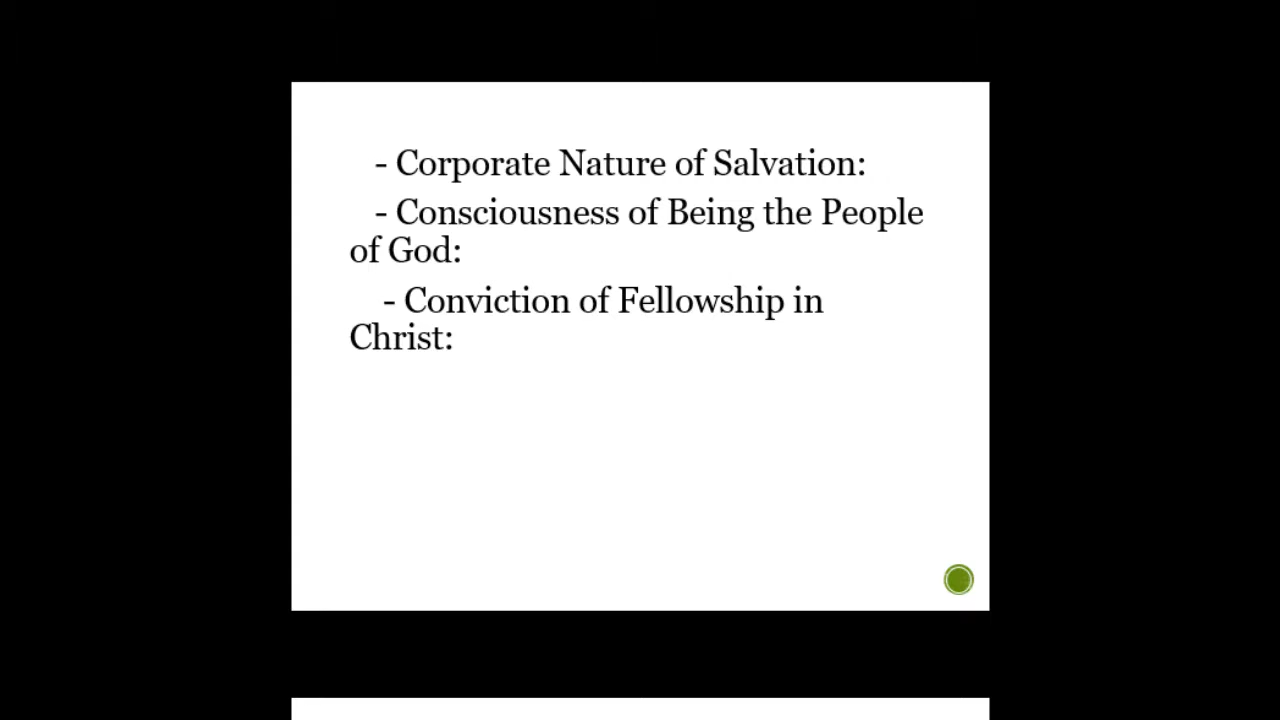 - Corporate Nature of Salvation:
- Consciousness of Being the People
of God:
- Conviction of Fellowship in
Christ: